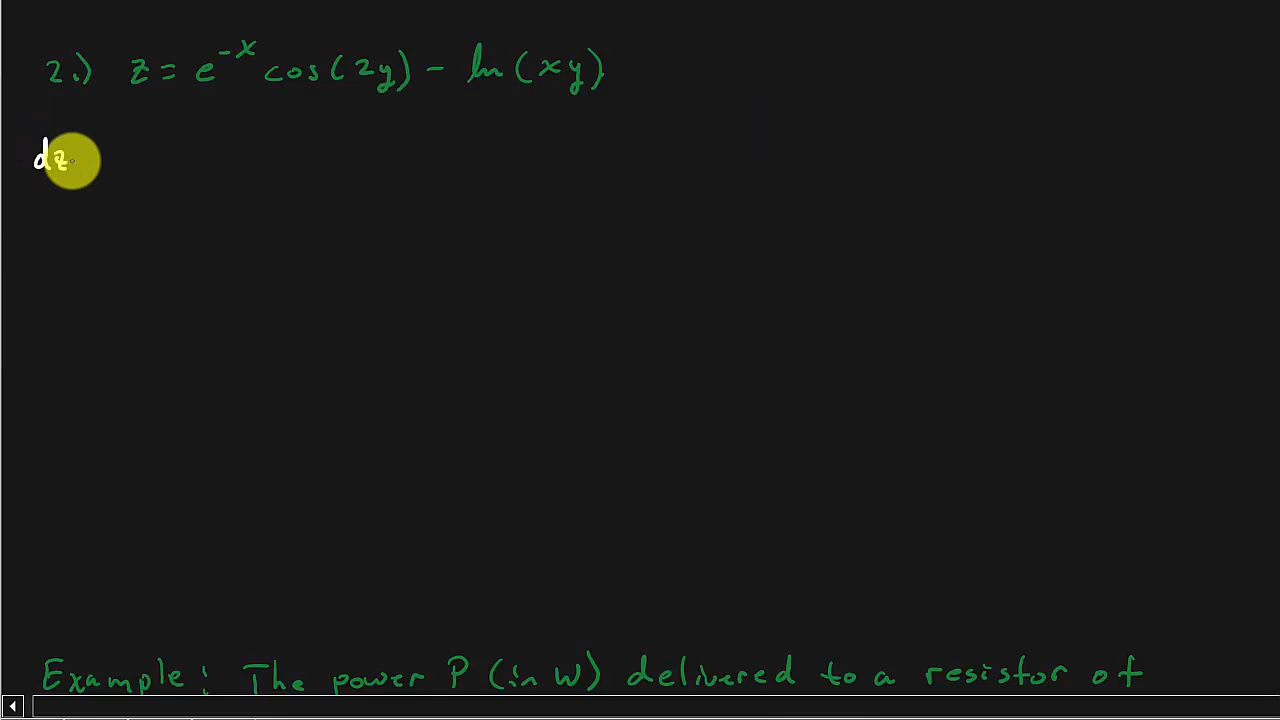 2.) z = e^{-x} cos(2y) - ln(xy)
dz
Example: The power P (in W) delivered to a resistor of